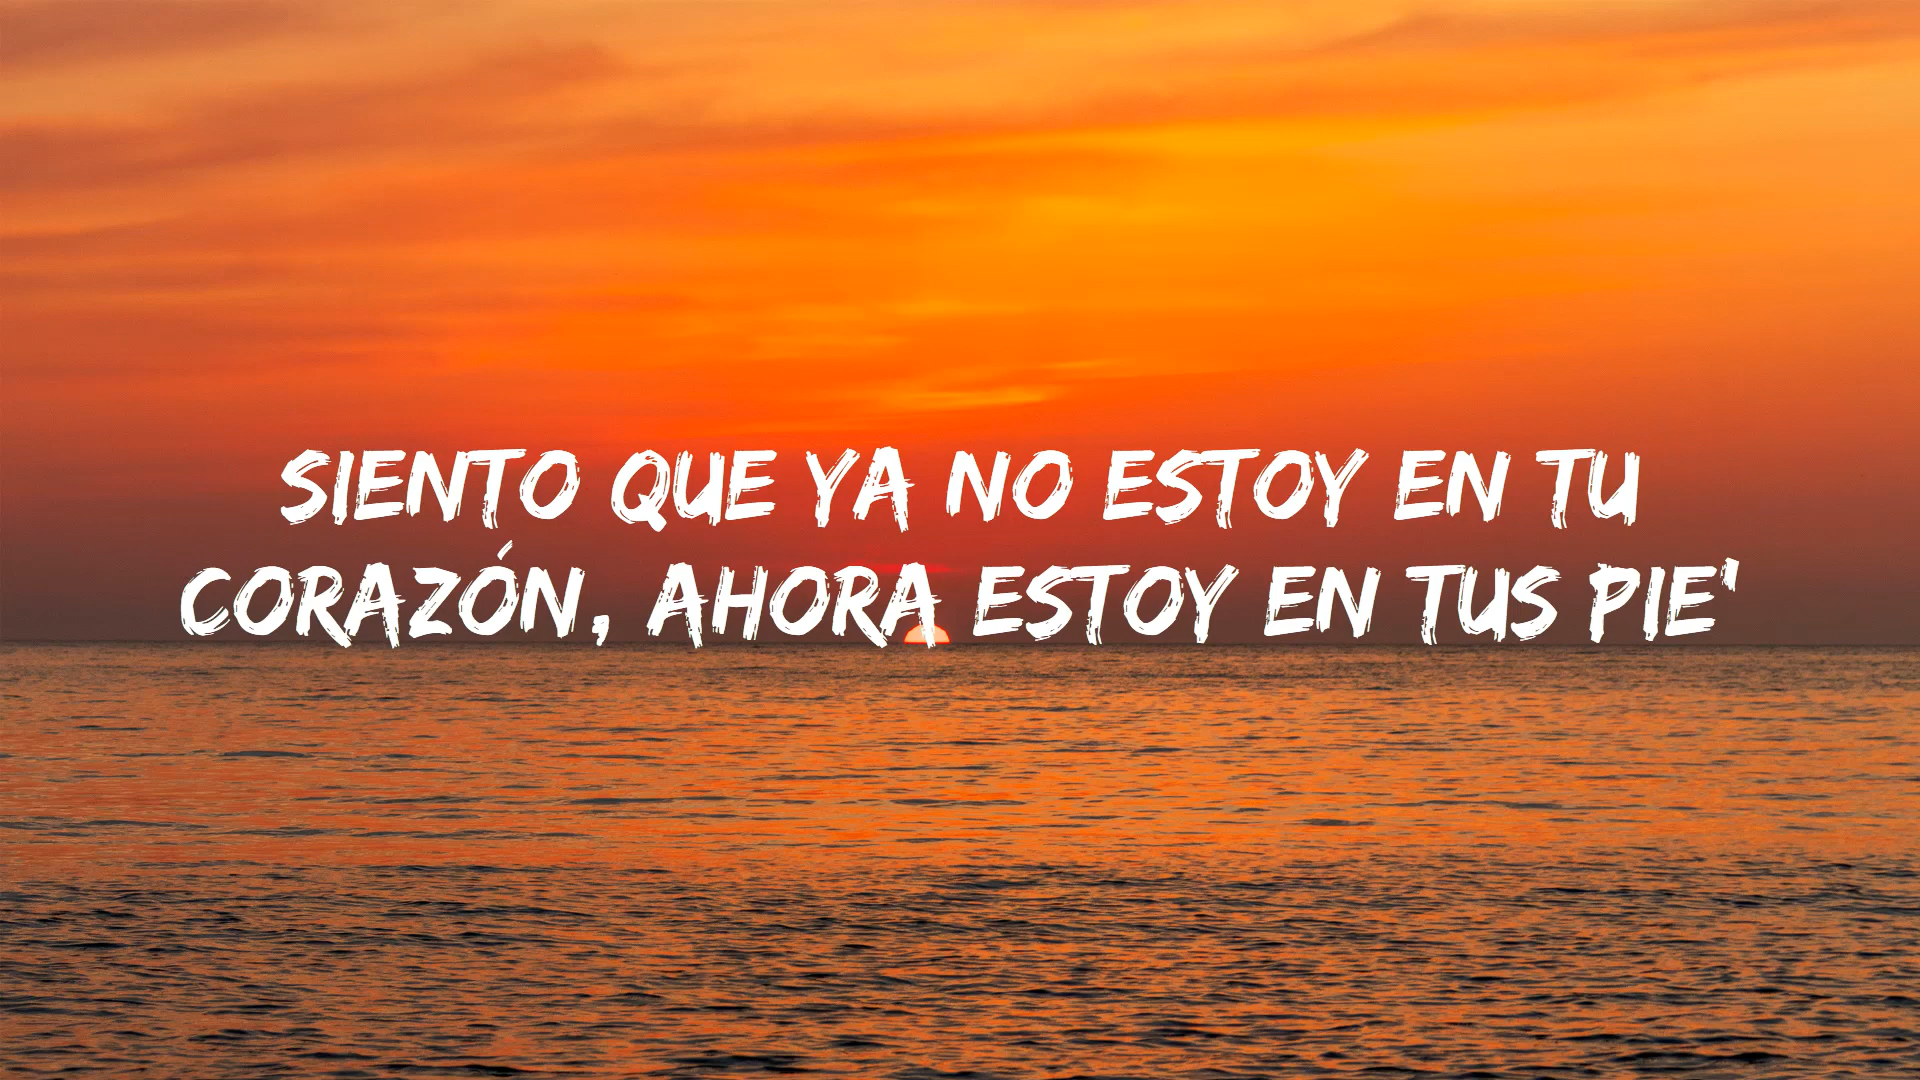 SIENTO QUE YA NO ESTOY EN TU
CORAZÓN, AHORA ESTOY EN TUS PIE'